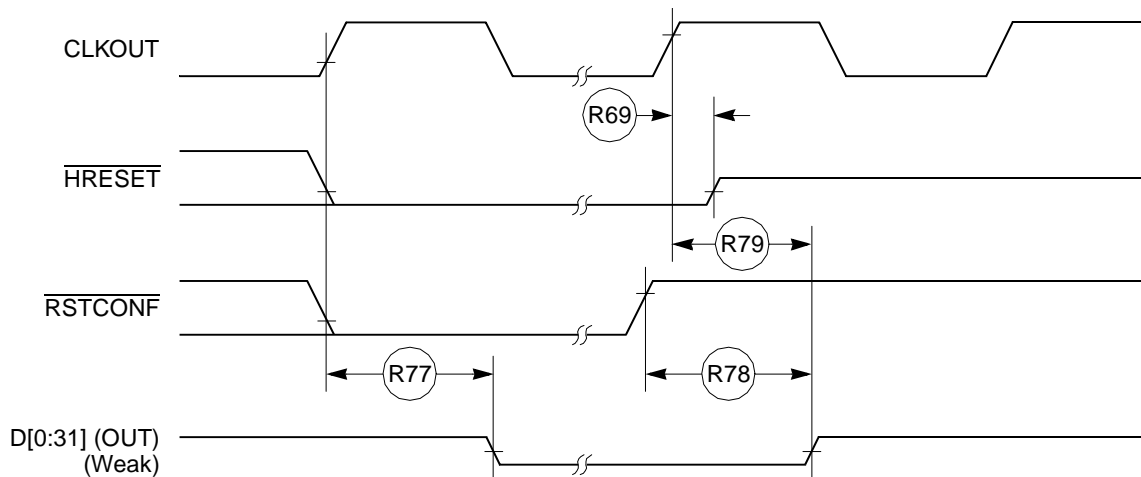 CLKOUT
R69
HRESET
R79
RSTCONF
R77
R78
D[0:31] (OUT)
(Weak)